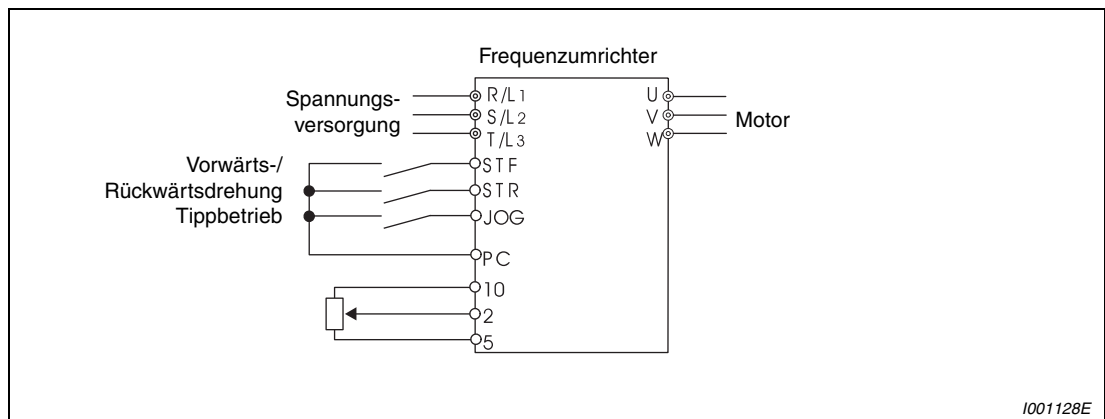 Frequenzumrichter
Spannungs-
versorgung
R/L1
S/L2
T/L3
U
V
W
Motor
Vorwärts-/
Rückwärtsdrehung
Tippbetrieb
STF
STR
JOG
PC
10
2
5
I001128E